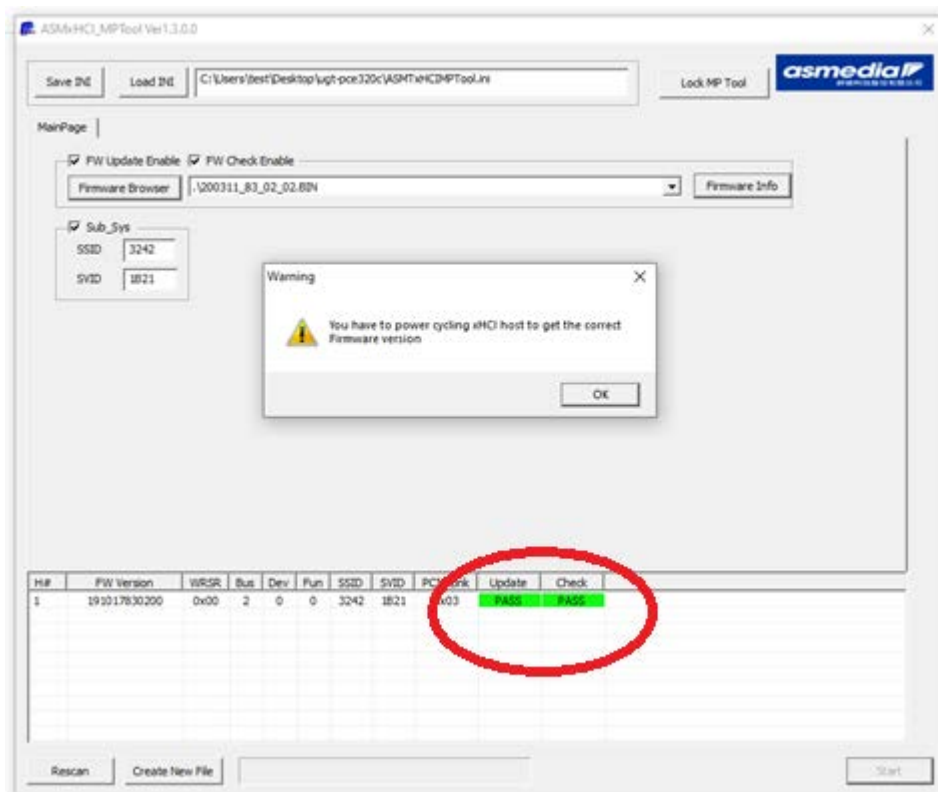 ASMxHCI_MPTool Ver1.3.0.0
Save INI Load INI C:\Users\test\Desktop\ugt-pce320c\ASMTxHCIMPTool.ini Lock MP Tool asmedia
MainPage
FW Update Enable FW Check Enable
Firmware Browser .\200311_83_02_02.BIN Firmware Info
Sub_Sys
SSID 3242
SVID 1B21
Warning
You have to power cycling xHCI host to get the correct
Firmware version
OK
H# FW Version WRSR Bus Dev Fun SSID SVID Update Check
1 191017830200 0x00 2 0 0 3242 1B21 x03 PASS PASS
Rescan Create New File Start